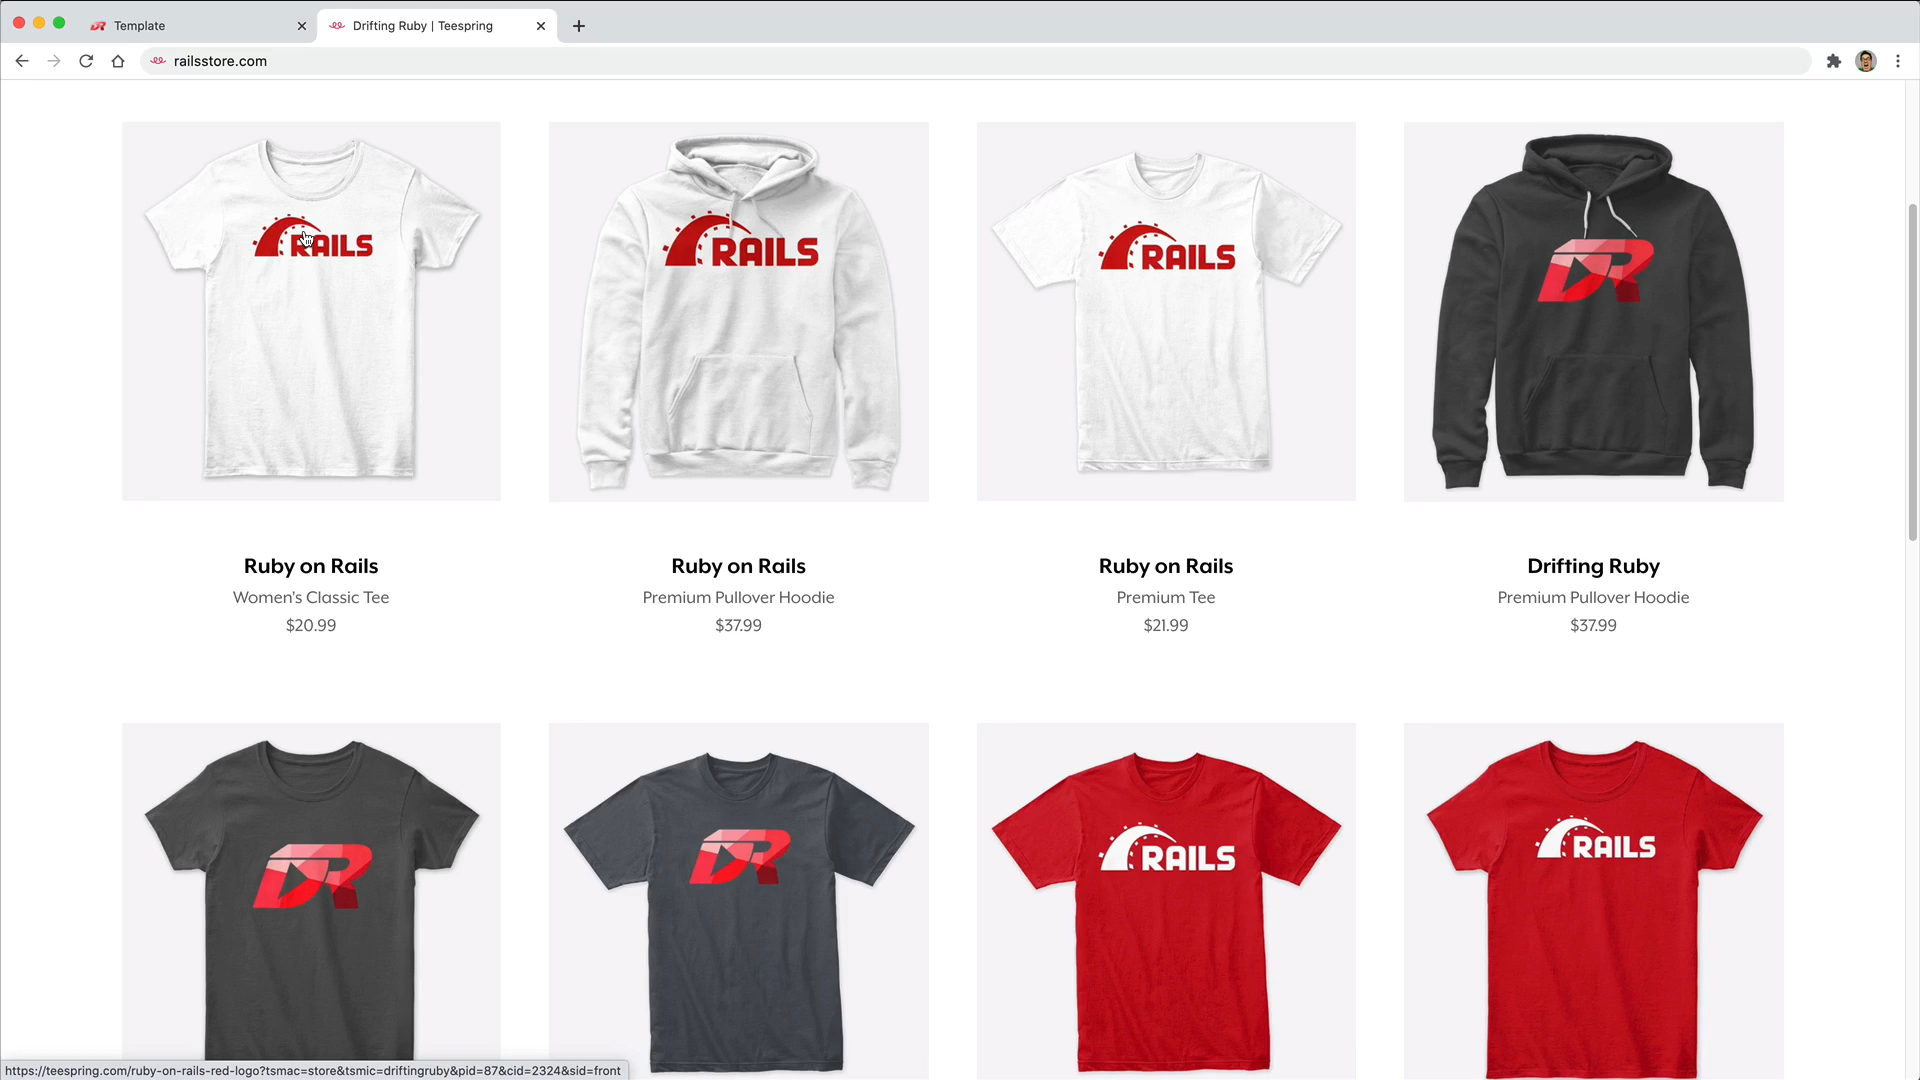 Template
Drifting Ruby | Teespring
railsstore.com
RAILS
RAILS
RAILS
DR
Ruby on Rails
Women's Classic Tee
$20.99
Ruby on Rails
Premium Pullover Hoodie
$37.99
Ruby on Rails
Premium Tee
$21.99
Drifting Ruby
Premium Pullover Hoodie
$37.99
DR
DR
RAILS
RAILS
https://teespring.com/ruby-on-rails-red-logo?tsmac=store&tsmic=driftingruby&pid=87&cid=2324&sid=front